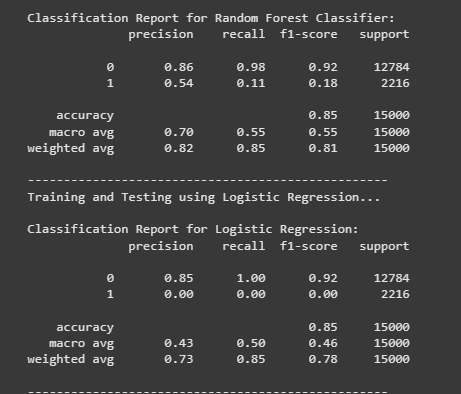 Classification Report for Random Forest Classifier:
precision recall f1-score support
0 0.86 0.98 0.92 12784
1 0.54 0.11 0.18 2216
accuracy 0.85 15000
macro avg 0.70 0.55 0.55 15000
weighted avg 0.82 0.85 0.81 15000
--------------------------------------------------
Training and Testing using Logistic Regression...
Classification Report for Logistic Regression:
precision recall f1-score support
0 0.85 1.00 0.92 12784
1 0.00 0.00 0.00 2216
accuracy 0.85 15000
macro avg 0.43 0.50 0.46 15000
weighted avg 0.73 0.85 0.78 15000
--------------------------------------------------